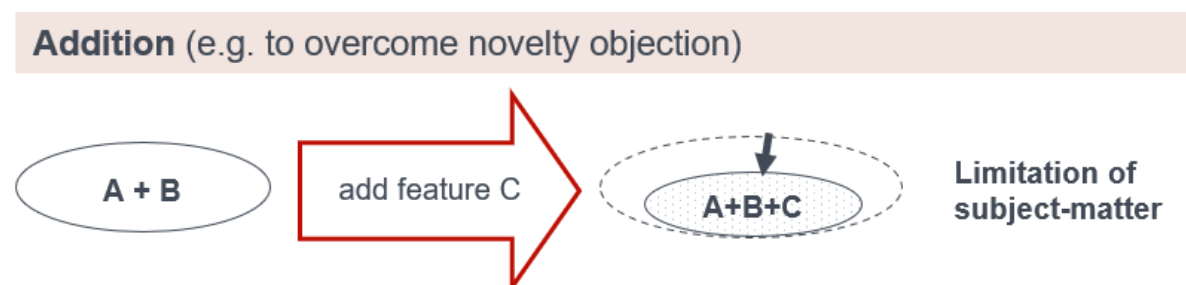 Addition (e.g. to overcome novelty objection)
A + B
add feature C
A+B+C
Limitation of
subject-matter